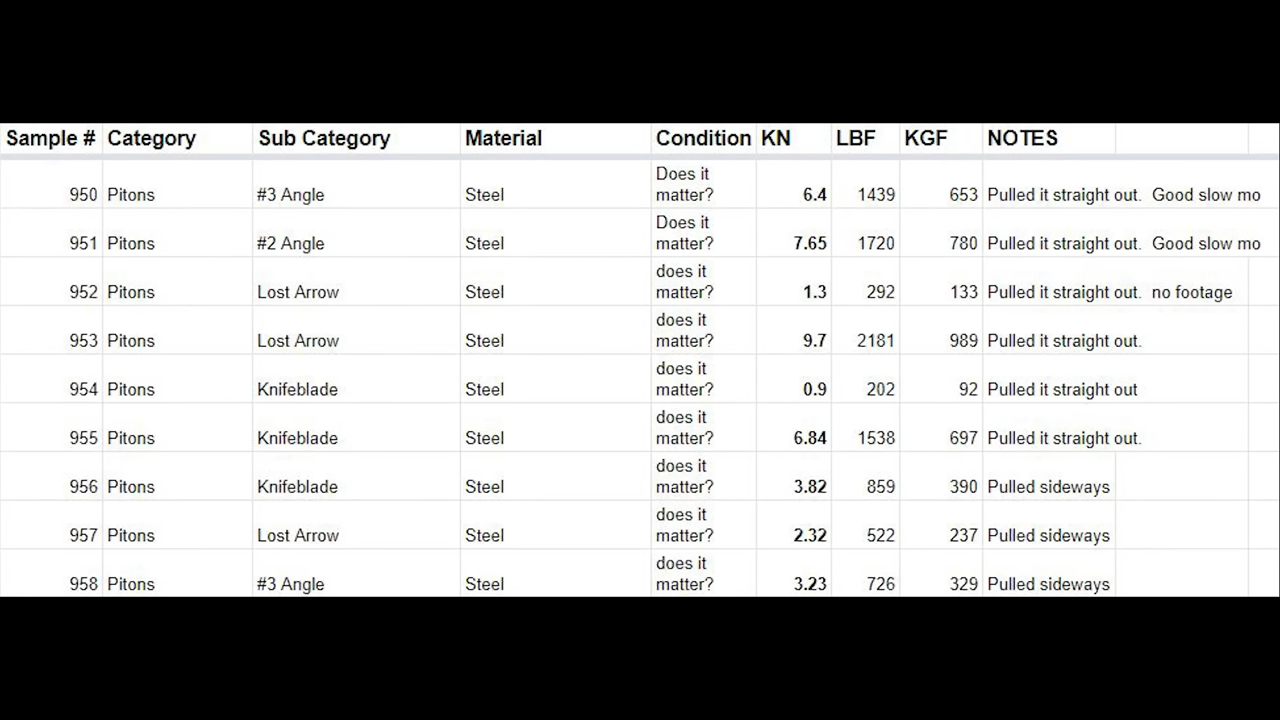 Sample # Category Sub Category Material Condition KN LBF KGF NOTES
950 Pitons #3 Angle Steel Does it matter? 6.4 1439 653 Pulled it straight out. Good slow mo
951 Pitons #2 Angle Steel Does it matter? 7.65 1720 780 Pulled it straight out. Good slow mo
952 Pitons Lost Arrow Steel does it matter? 1.3 292 133 Pulled it straight out. no footage
953 Pitons Lost Arrow Steel does it matter? 9.7 2181 989 Pulled it straight out.
954 Pitons Knifeblade Steel does it matter? 0.9 202 92 Pulled it straight out
955 Pitons Knifeblade Steel does it matter? 6.84 1538 697 Pulled it straight out.
956 Pitons Knifeblade Steel does it matter? 3.82 859 390 Pulled sideways
957 Pitons Lost Arrow Steel does it matter? 2.32 522 237 Pulled sideways
958 Pitons #3 Angle Steel does it matter? 3.23 726 329 Pulled sideways